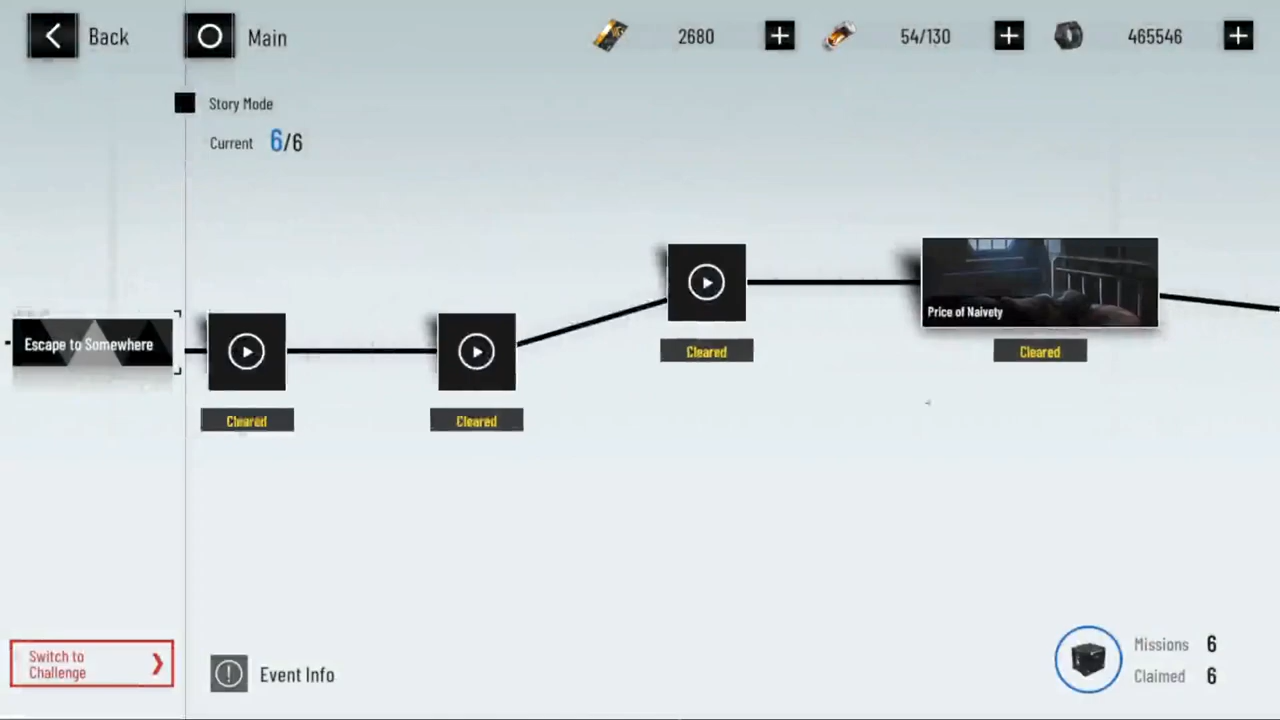 Back
Main
2680
54/130
465546
Story Mode
Current 6/6
Escape to Somewhere
Price of Naivety
Cleared
Cleared
Cleared
Cleared
Switch to
Challenge
Event Info
Missions 6
Claimed 6